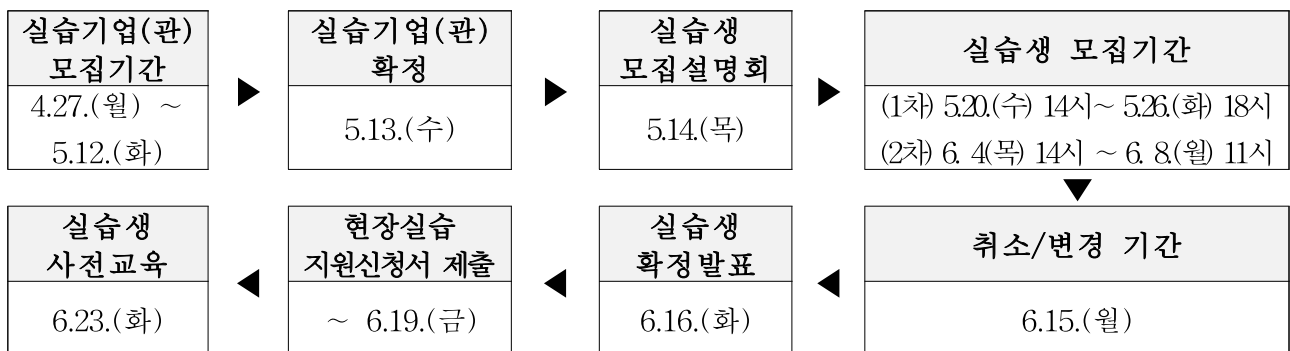 실습기업(관)
모집기간
4.27.(월) ~
5.12.(화)
▶
실습기업(관)
확정
5.13.(수)
▶
실습생
모집설명회
5.14.(목)
▶
실습생 모집기간
(1차) 5.20.(수) 14시~ 5.26.(화) 18시
(2차) 6. 4(목) 14시 ~ 6. 8.(월) 11시
▼
취소/변경 기간
6.15.(월)
◀
실습생
확정발표
6.16.(화)
◀
현장실습
지원신청서 제출
~ 6.19.(금)
◀
실습생
사전교육
6.23.(화)